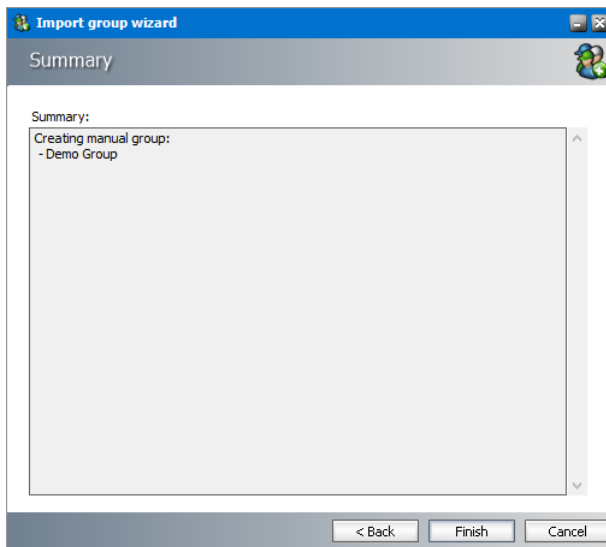 Import group wizard
Summary
Summary:
Creating manual group:
- Demo Group
< Back
Finish
Cancel